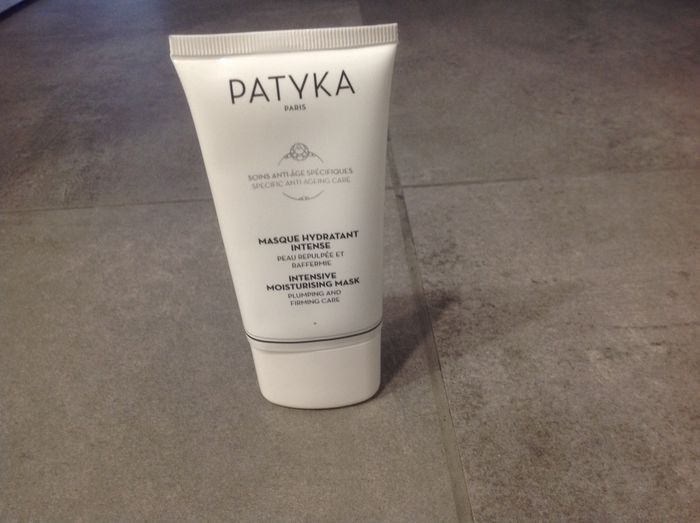 PATYKA
PARIS
SOINS ANTI-ÂGE SPÉCIFIQUES
SPECIFIC ANTI-AGEING CARE
MASQUE HYDRATANT
INTENSE
PEAU REPULPÉE ET
RAFFERMIE
INTENSIVE
MOISTURISING MASK
PLUMPING AND
FIRMING CARE